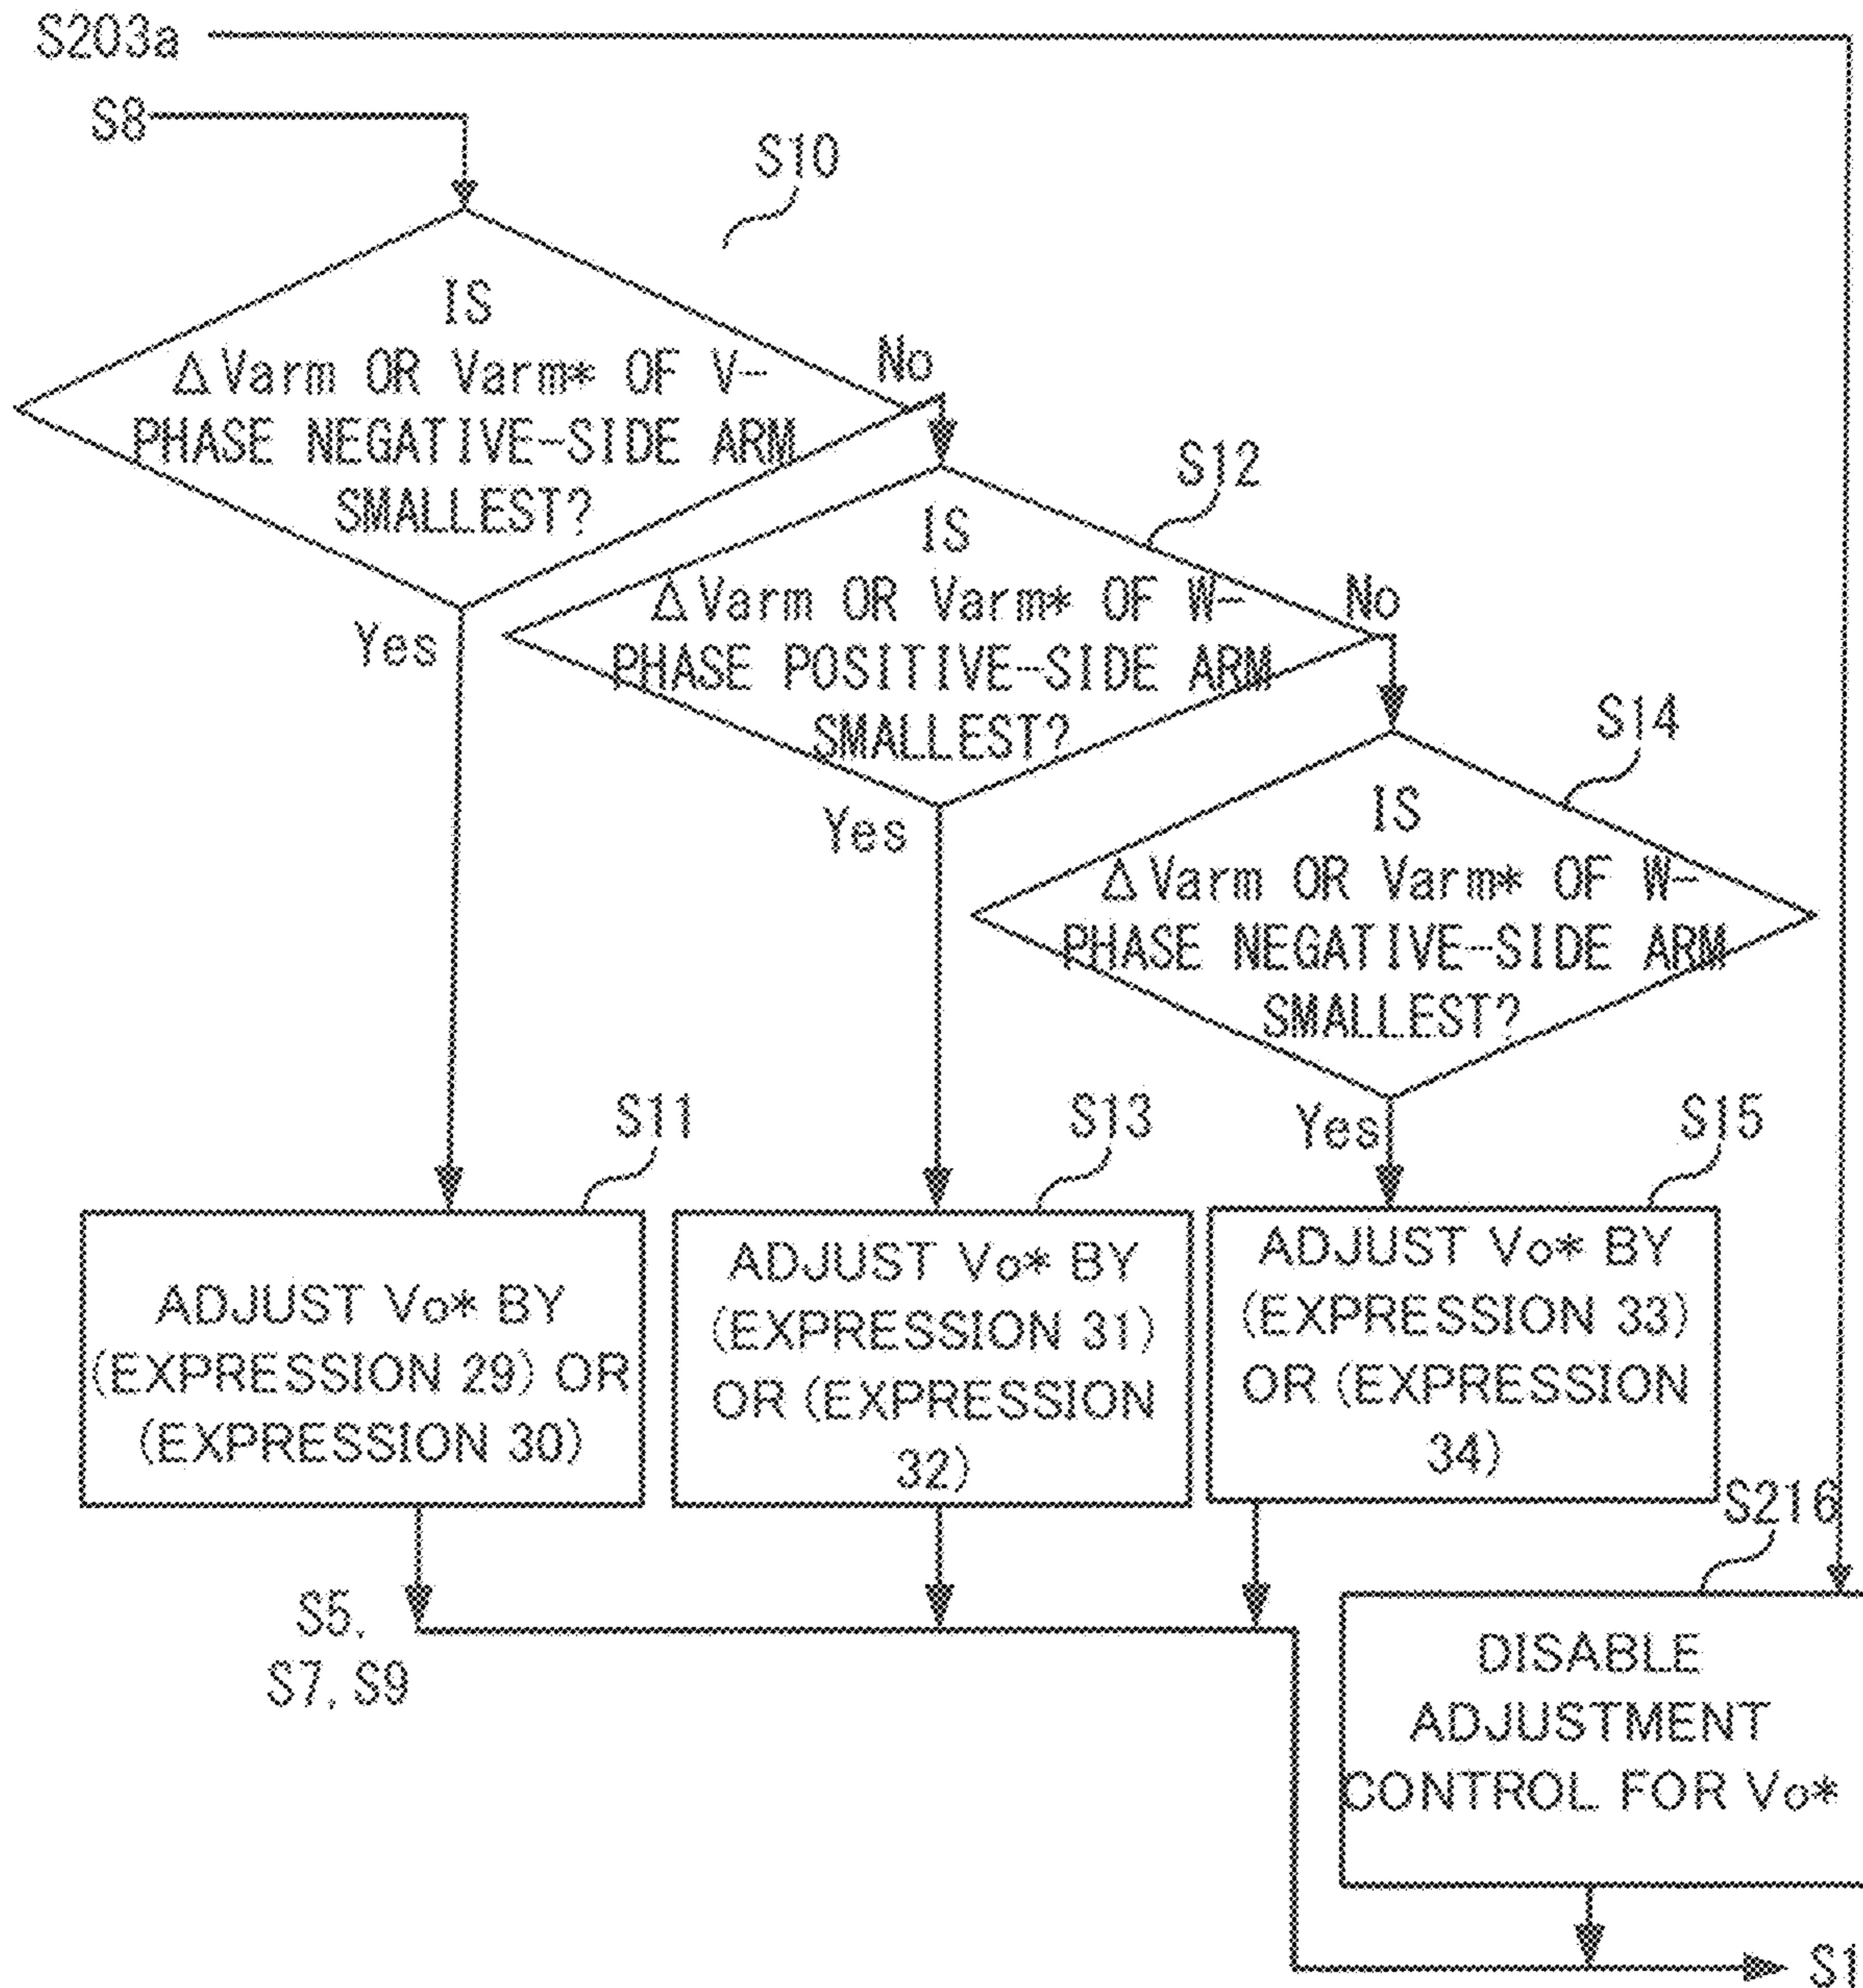 S203a
S8
S10
IS
ΔVarm OR Varm* OF V-
PHASE NEGATIVE-SIDE ARM
SMALLEST?
No
Yes
S12
IS
ΔVarm OR Varm* OF W-
PHASE POSITIVE-SIDE ARM
SMALLEST?
No
Yes
S14
IS
ΔVarm OR Varm* OF W-
PHASE NEGATIVE-SIDE ARM
SMALLEST?
Yes
S11
ADJUST Vo* BY
(EXPRESSION 29) OR
(EXPRESSION 30)
S13
ADJUST Vo* BY
(EXPRESSION 31)
OR (EXPRESSION
32)
S15
ADJUST Vo* BY
(EXPRESSION 33)
OR (EXPRESSION
34)
S5,
S7, S9
S216
DISABLE
ADJUSTMENT
CONTROL FOR Vo*
S1